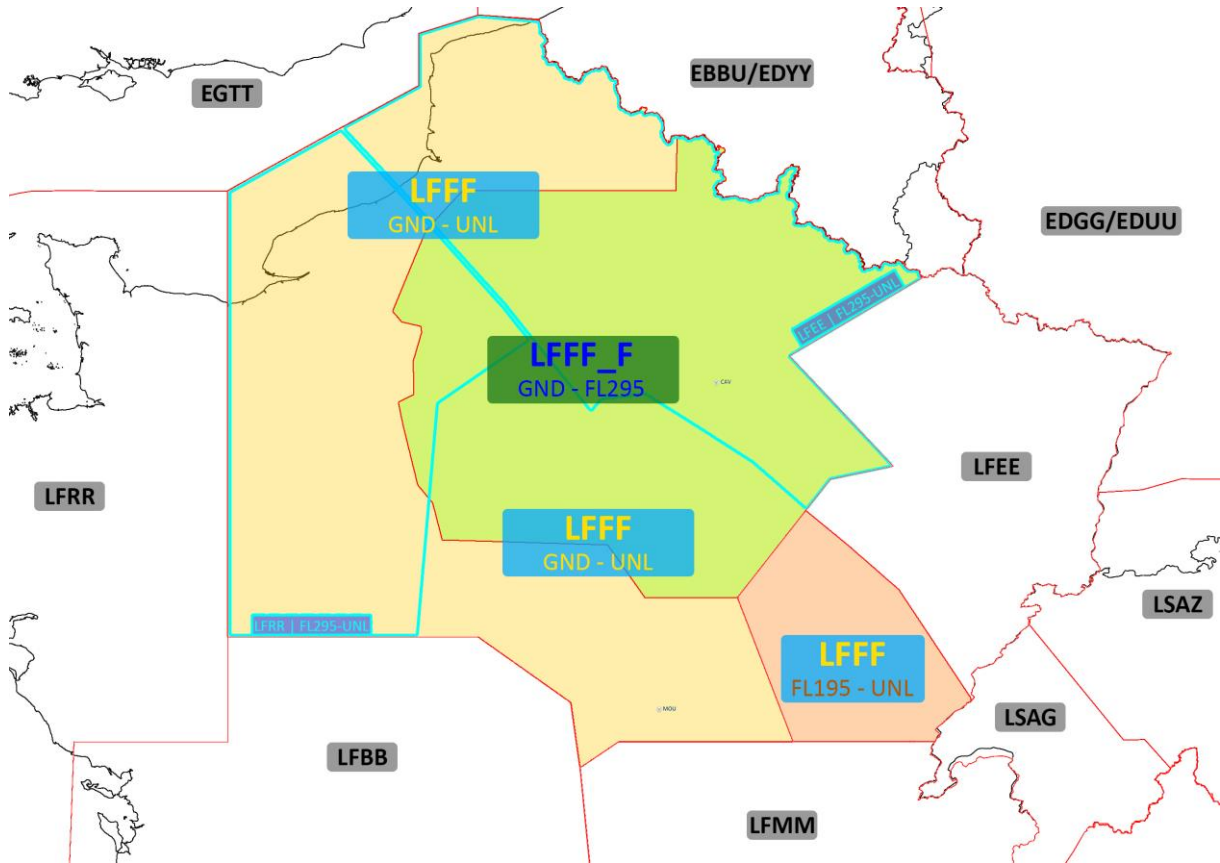 EGTT
EBBU/EDYY
LFFF
GND - UNL
EDGG/EDUU
LFEE | FL295-UNL
LFFF_F
GND - FL295
CAV
LFRR
LFEE
LFFF
GND - UNL
LSAZ
LFRR | FL295-UNL
LFFF
FL195 - UNL
MOU
LSAG
LFBB
LFMM